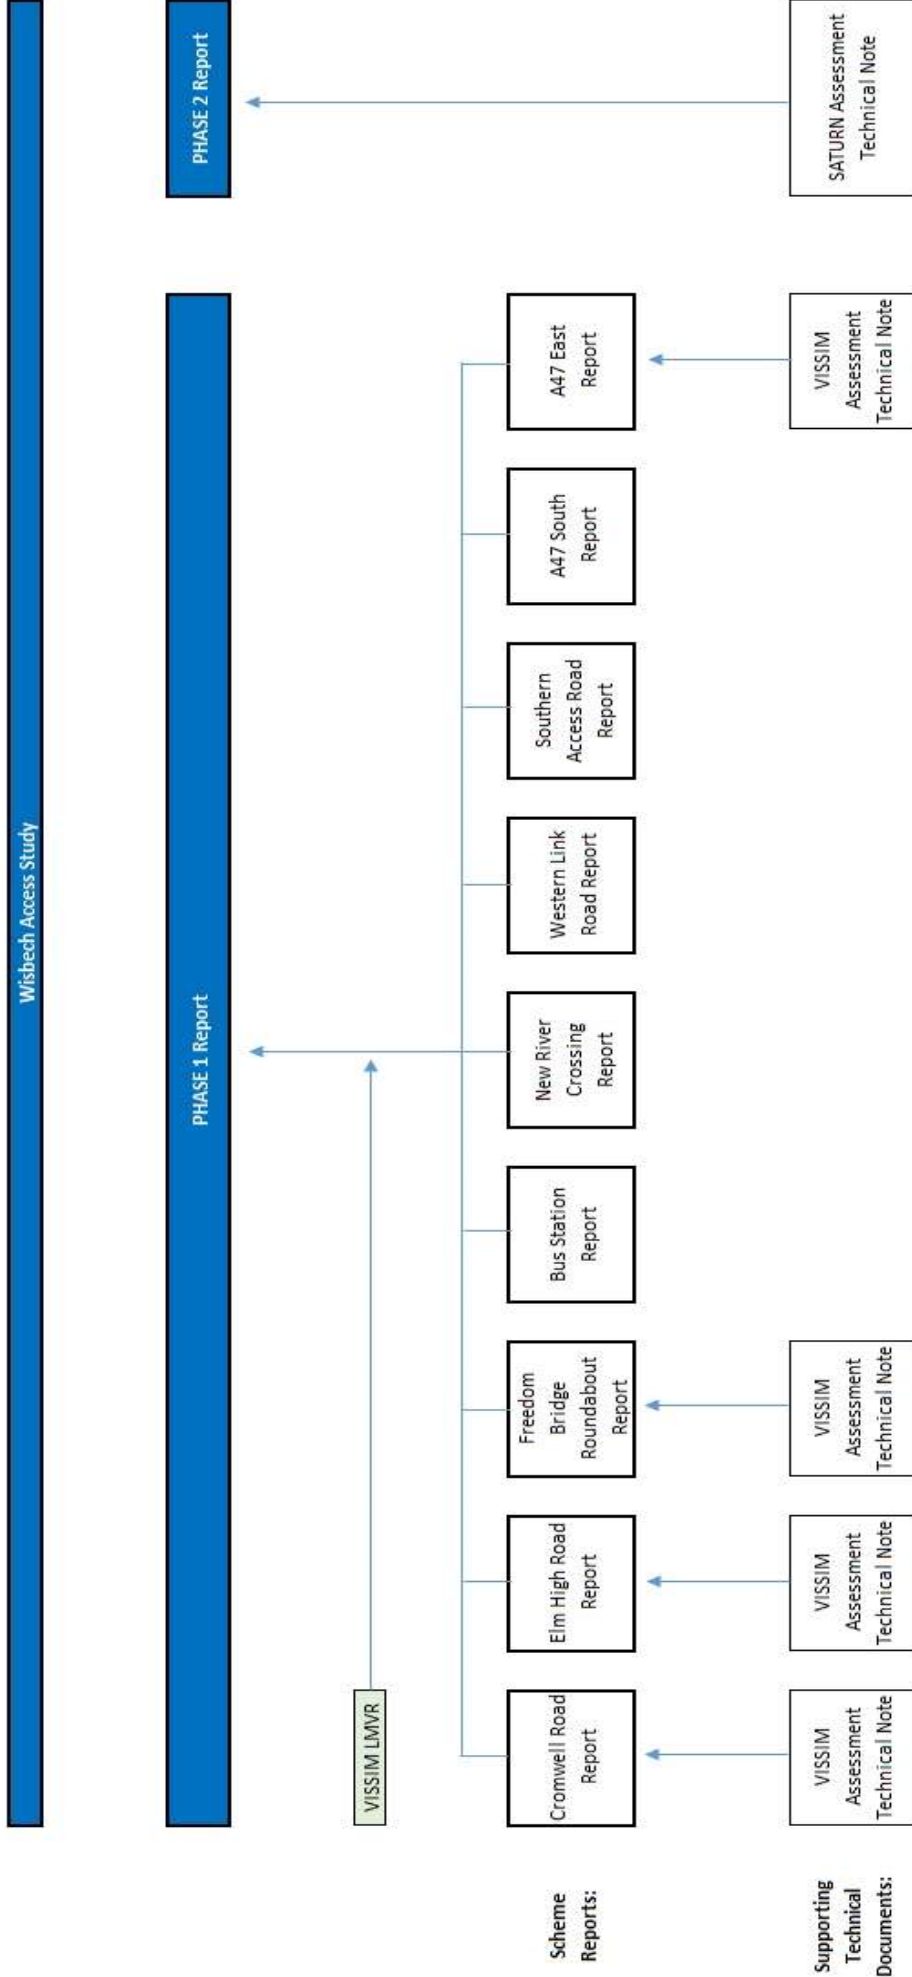 Wisbech Access Study
PHASE 1 Report
PHASE 2 Report
VISSIM LMVR
Scheme
Reports:
Cromwell Road
Report
Elm High Road
Report
Freedom
Bridge
Roundabout
Report
Bus Station
Report
New River
Crossing
Report
Western Link
Road Report
Southern
Access Road
Report
A47 South
Report
A47 East
Report
Supporting
Technical
Documents:
VISSIM
Assessment
Technical Note
VISSIM
Assessment
Technical Note
VISSIM
Assessment
Technical Note
VISSIM
Assessment
Technical Note
SATURN Assessment
Technical Note